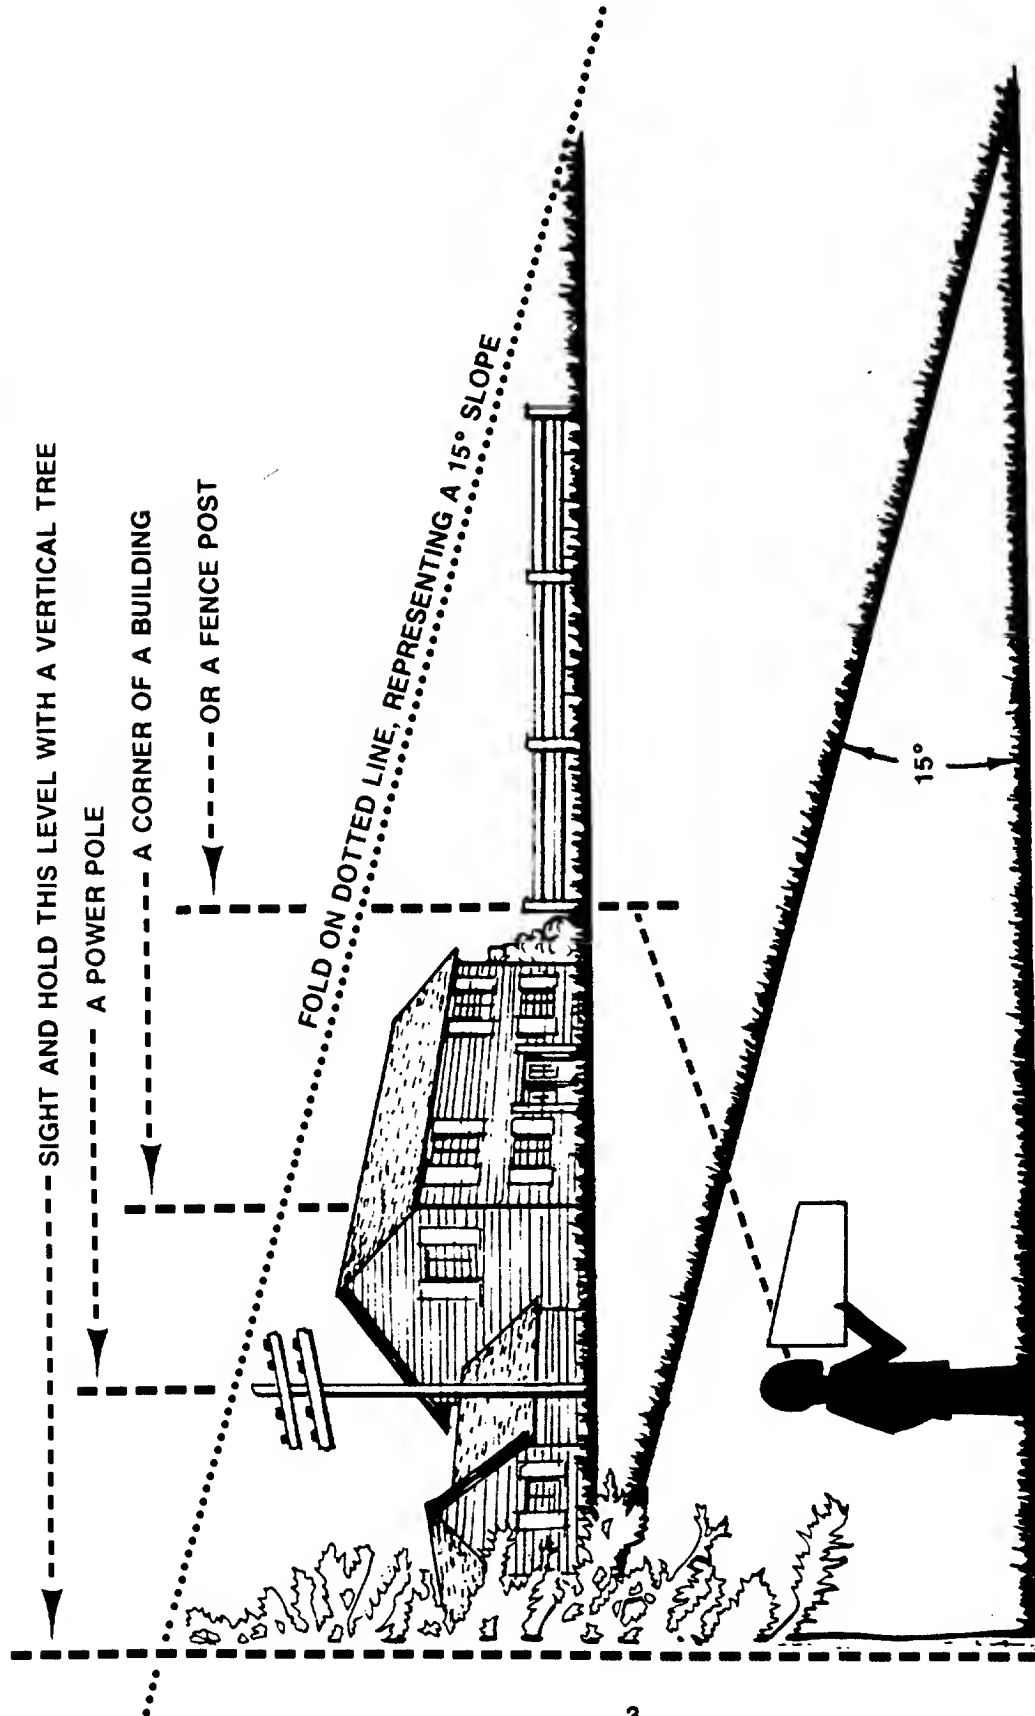 SIGHT AND HOLD THIS LEVEL WITH A VERTICAL TREE
A POWER POLE
A CORNER OF A BUILDING
OR A FENCE POST
FOLD ON DOTTED LINE, REPRESENTING A 15° SLOPE
15°
3